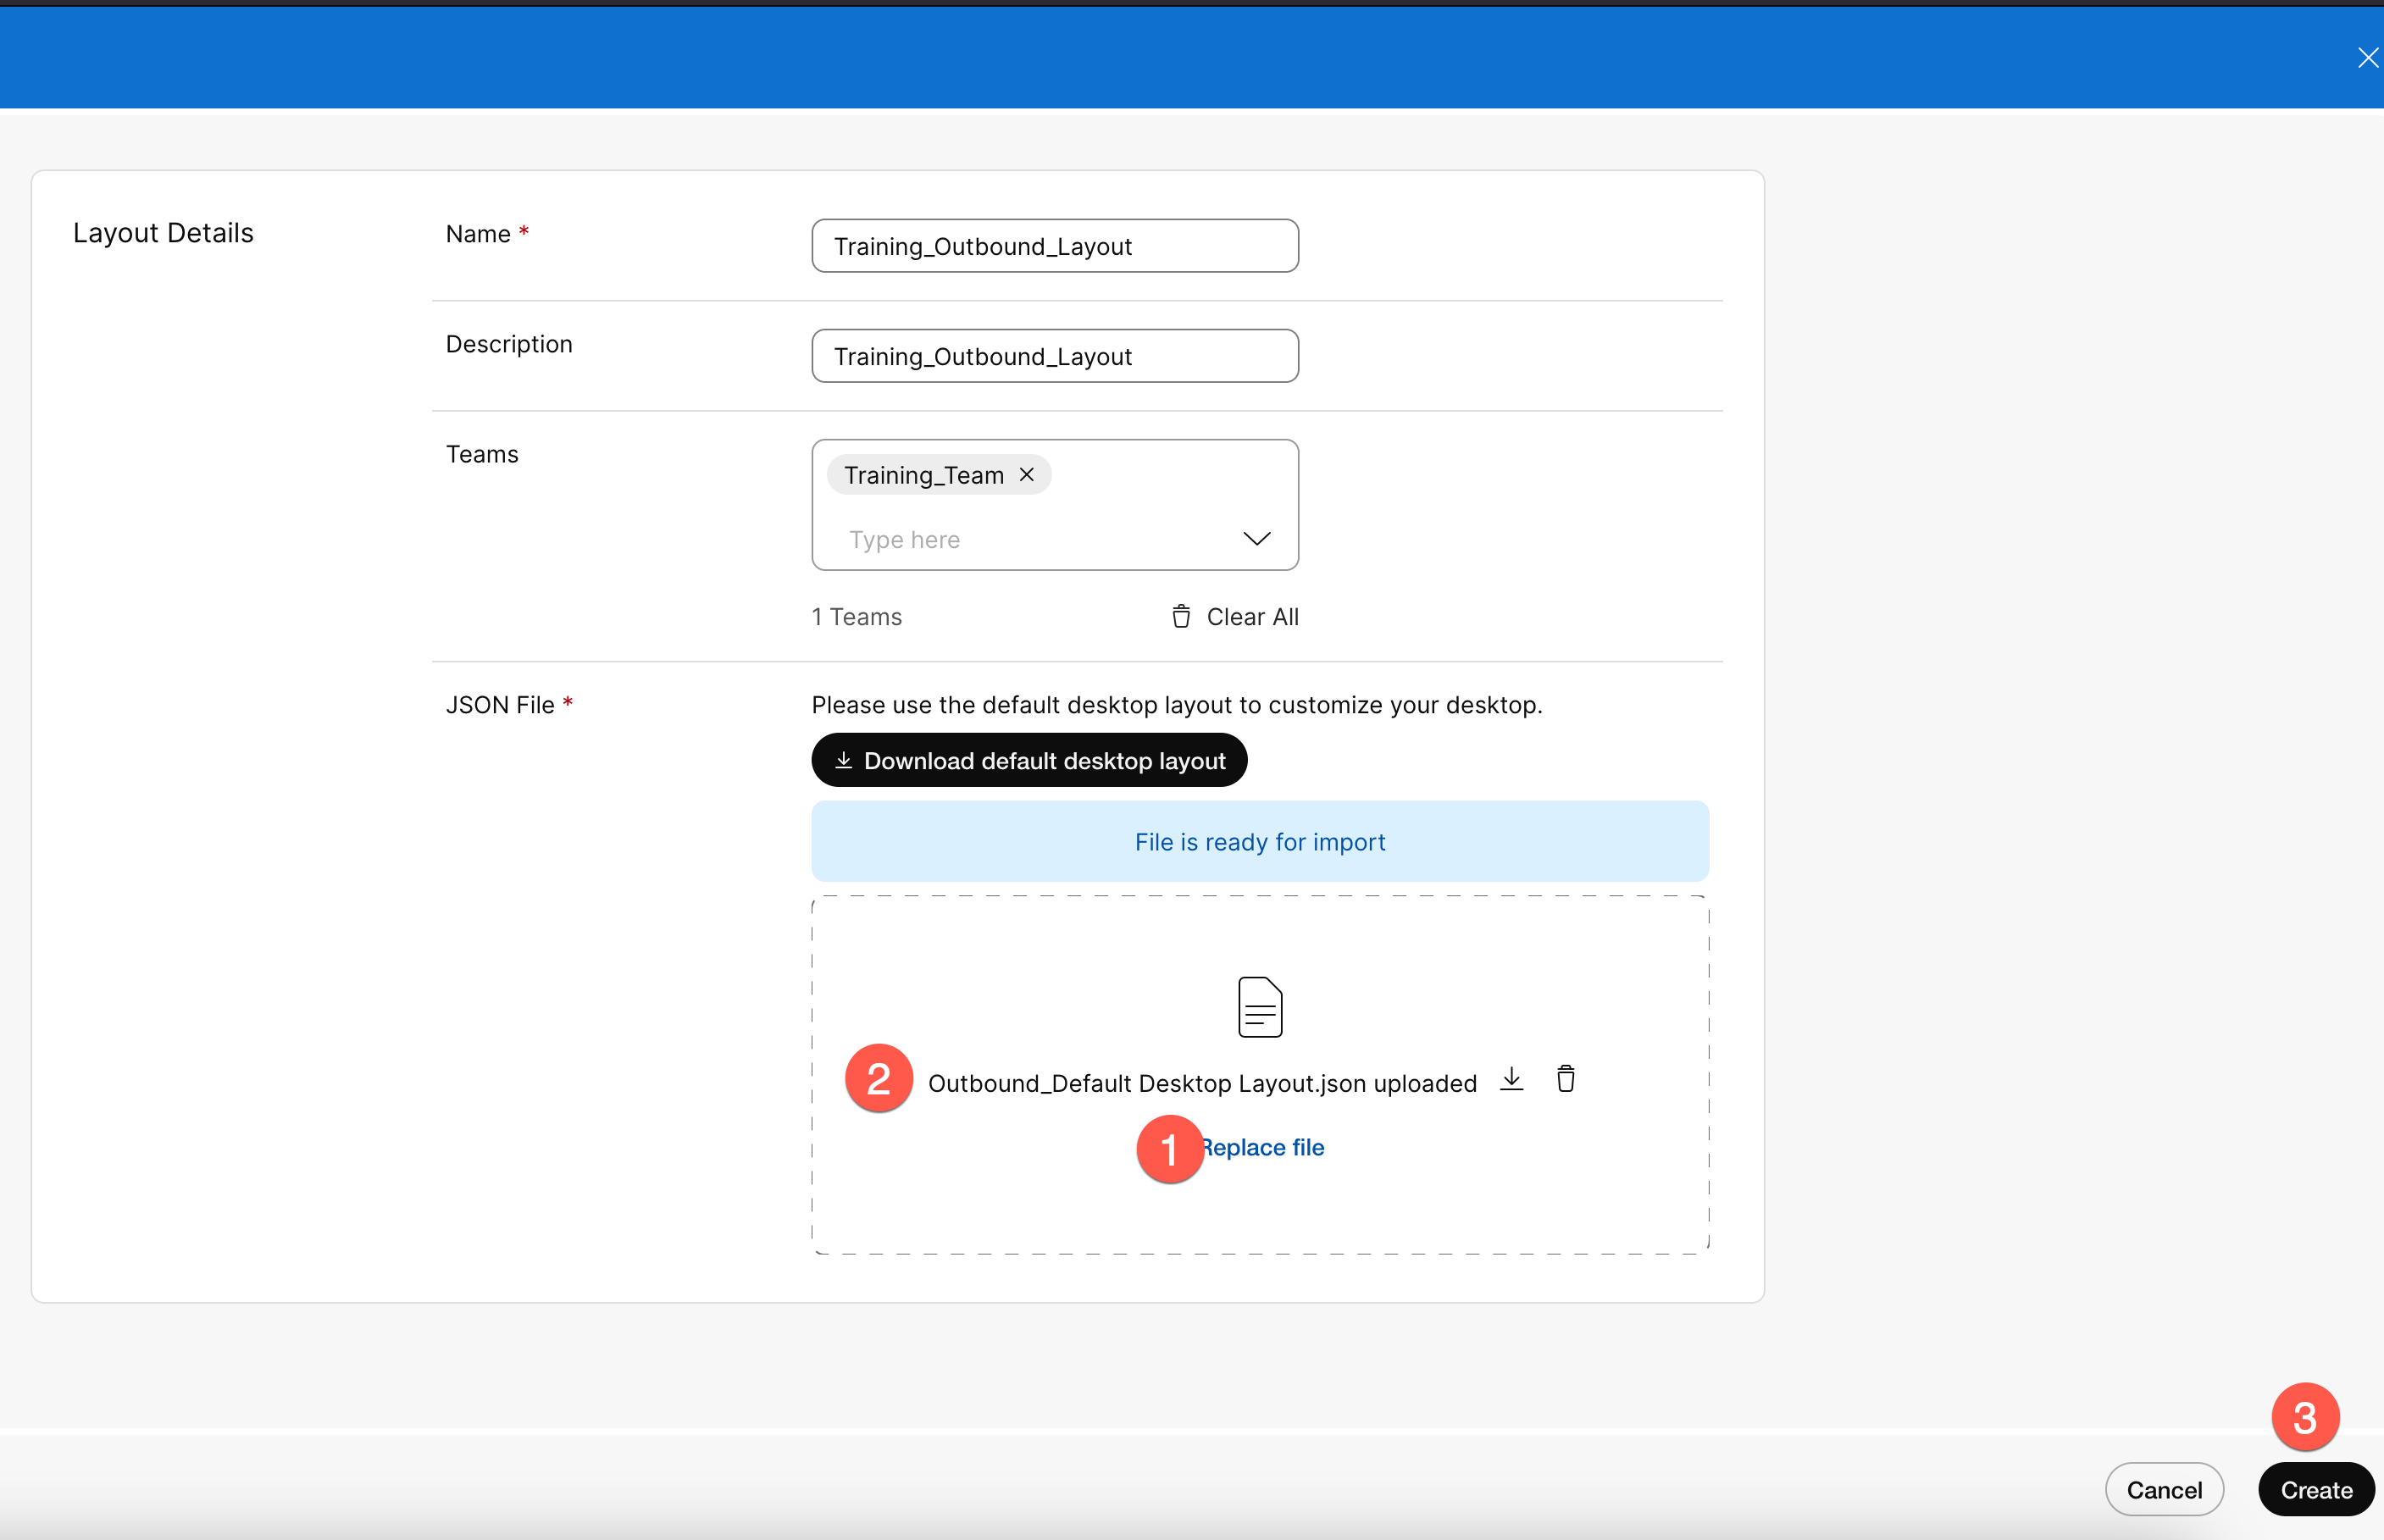 Layout Details
Name *
Training_Outbound_Layout
Description
Training_Outbound_Layout
Teams
Training_Team
Type here
1 Teams
Clear All
JSON File *
Please use the default desktop layout to customize your desktop.
Download default desktop layout
File is ready for import
2 Outbound_Default Desktop Layout.json uploaded
1 Replace file
3
Cancel
Create